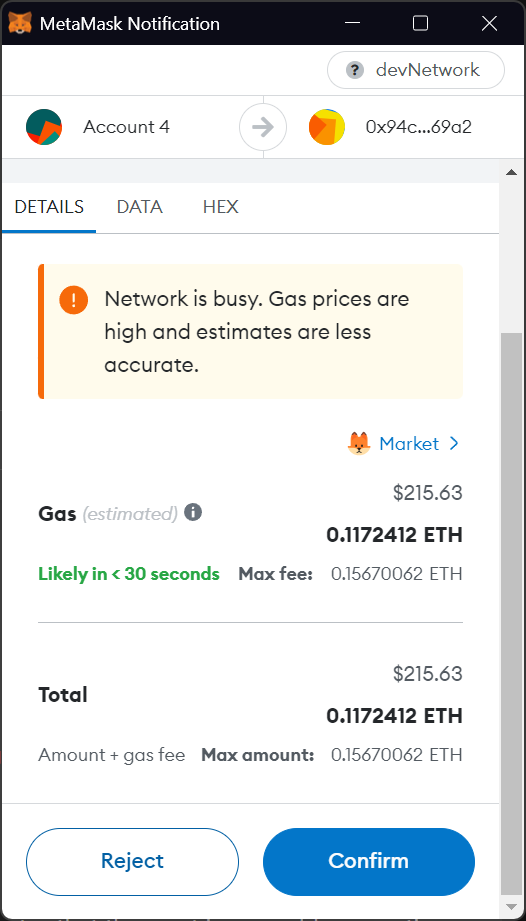 MetaMask Notification
? devNetwork
Account 4
0x94c...69a2
DETAILS DATA HEX
Network is busy. Gas prices are
high and estimates are less
accurate.
Market >
$215.63
Gas (estimated)
0.1172412 ETH
Likely in < 30 seconds Max fee: 0.15670062 ETH
$215.63
Total
0.1172412 ETH
Amount + gas fee Max amount: 0.15670062 ETH
Reject Confirm